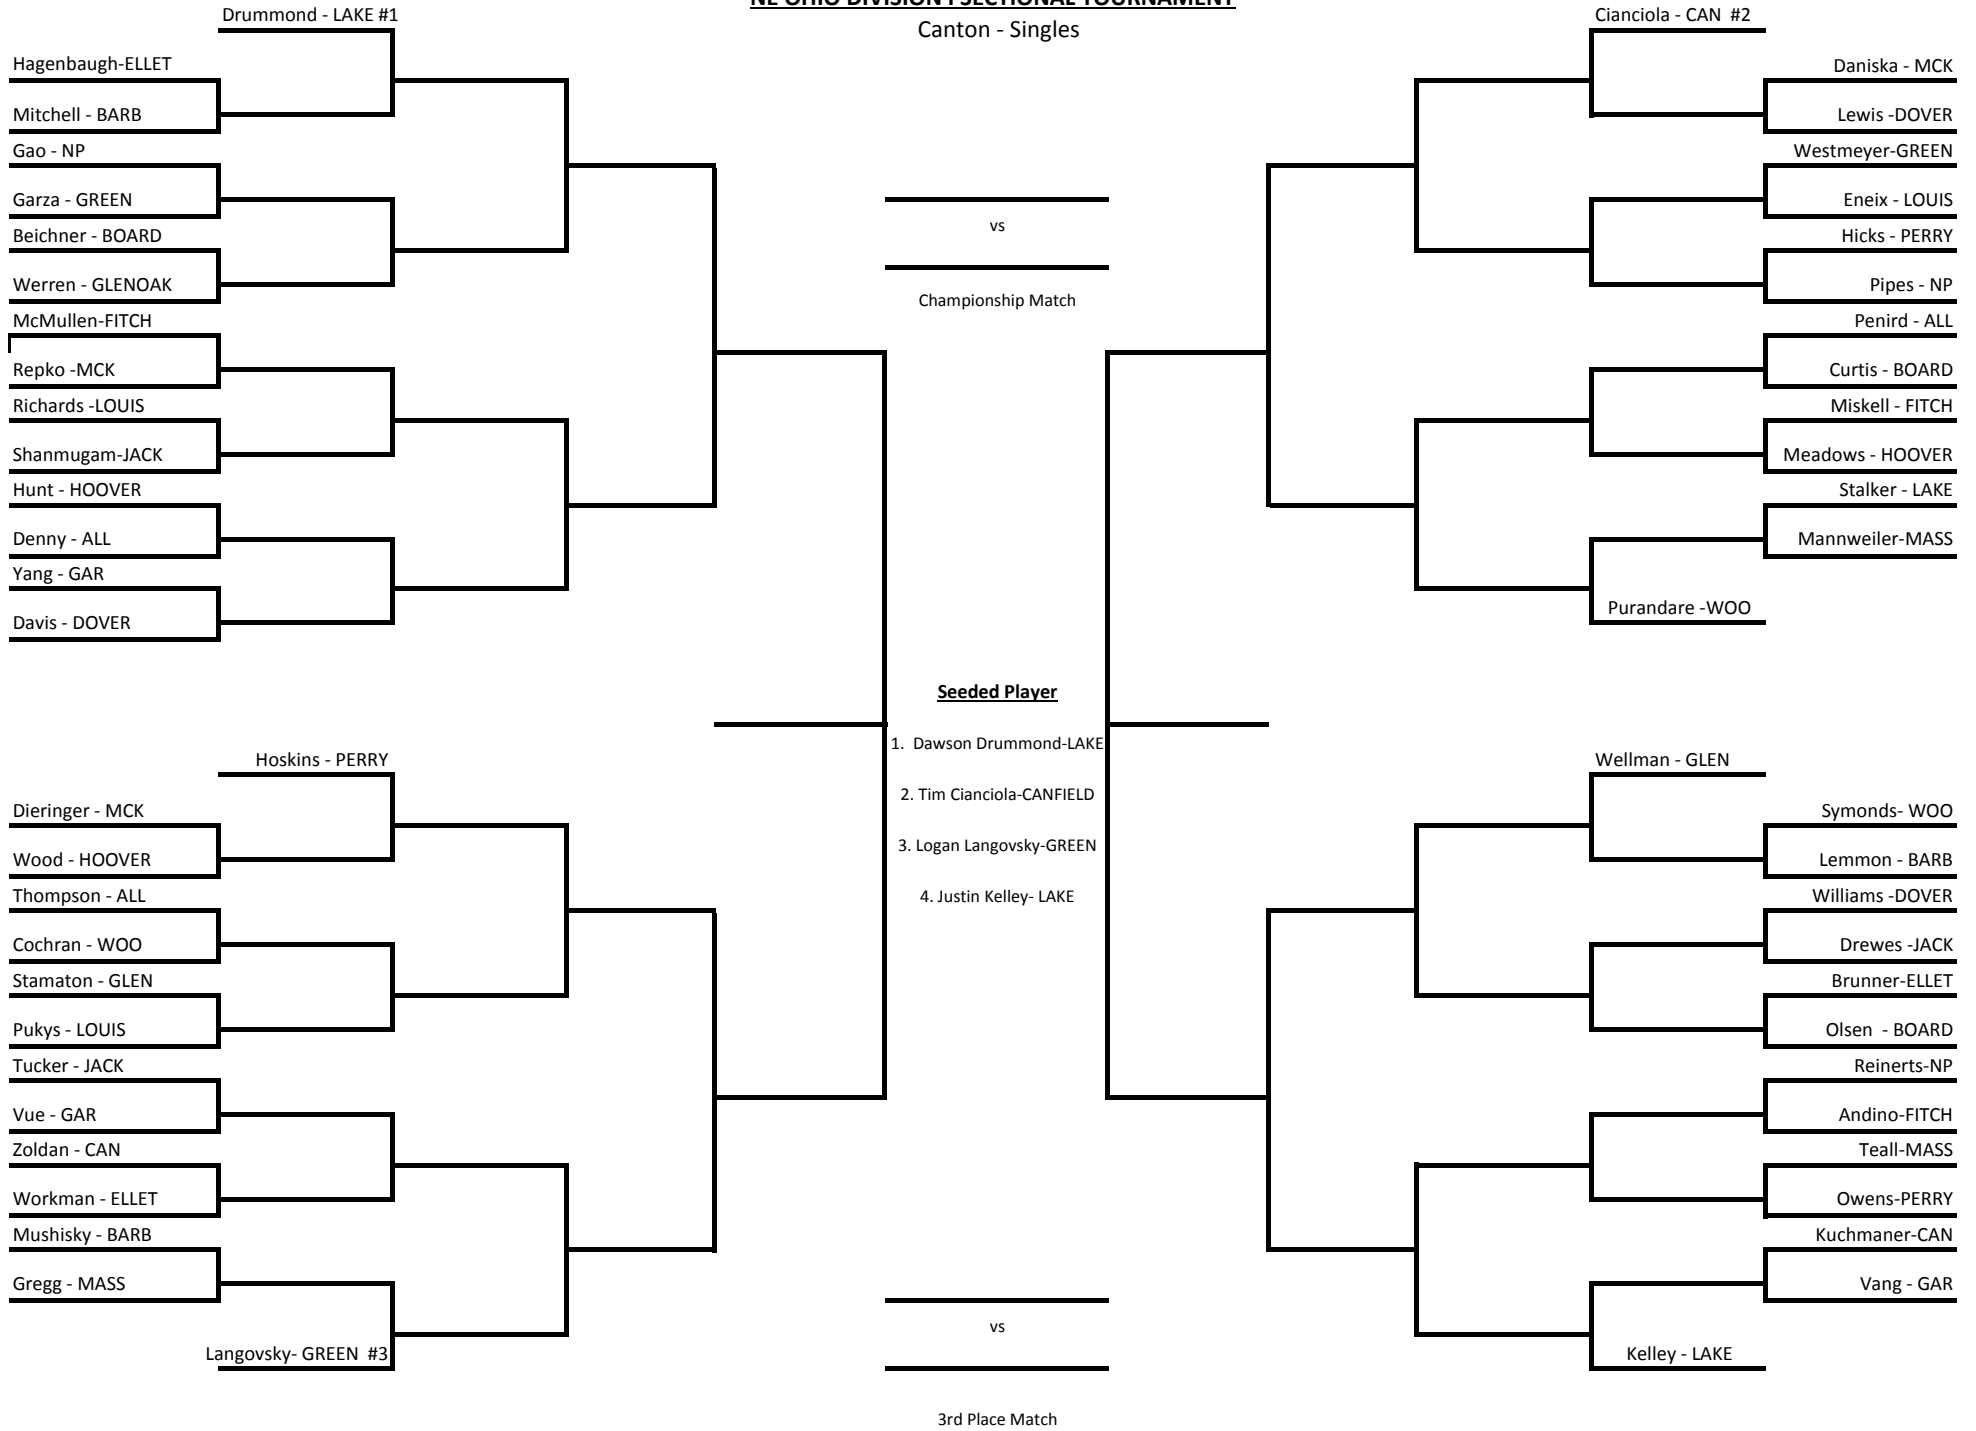 NE OHIO DIVISION I SECTIONAL TOURNAMENT
Canton - Singles
Drummond - LAKE #1
Hagenbaugh-ELLET
Mitchell - BARB
Gao - NP
Garza - GREEN
Beichner - BOARD
Werren - GLENOAK
McMullen-FITCH
Repko -MCK
Richards -LOUIS
Shanmugam-JACK
Hunt - HOOVER
Denny - ALL
Yang - GAR
Davis - DOVER
Hoskins - PERRY
Dieringer - MCK
Wood - HOOVER
Thompson - ALL
Cochran - WOO
Stamaton - GLEN
Pukys - LOUIS
Tucker - JACK
Vue - GAR
Zoldan - CAN
Workman - ELLET
Mushisky - BARB
Gregg - MASS
Langovsky- GREEN  #3
vs
Championship Match
Seeded Player
1.  Dawson Drummond-LAKE
2. Tim Cianciola-CANFIELD
3. Logan Langovsky-GREEN
4. Justin Kelley- LAKE
vs
3rd Place Match
Cianciola - CAN  #2
Daniska - MCK
Lewis -DOVER
Westmeyer-GREEN
Eneix - LOUIS
Hicks - PERRY
Pipes - NP
Penird - ALL
Curtis - BOARD
Miskell - FITCH
Meadows - HOOVER
Stalker - LAKE
Mannweiler-MASS
Purandare -WOO
Wellman - GLEN
Symonds- WOO
Lemmon - BARB
Williams -DOVER
Drewes -JACK
Brunner-ELLET
Olsen  - BOARD
Reinerts-NP
Andino-FITCH
Teall-MASS
Owens-PERRY
Kuchmaner-CAN
Vang - GAR
Kelley - LAKE